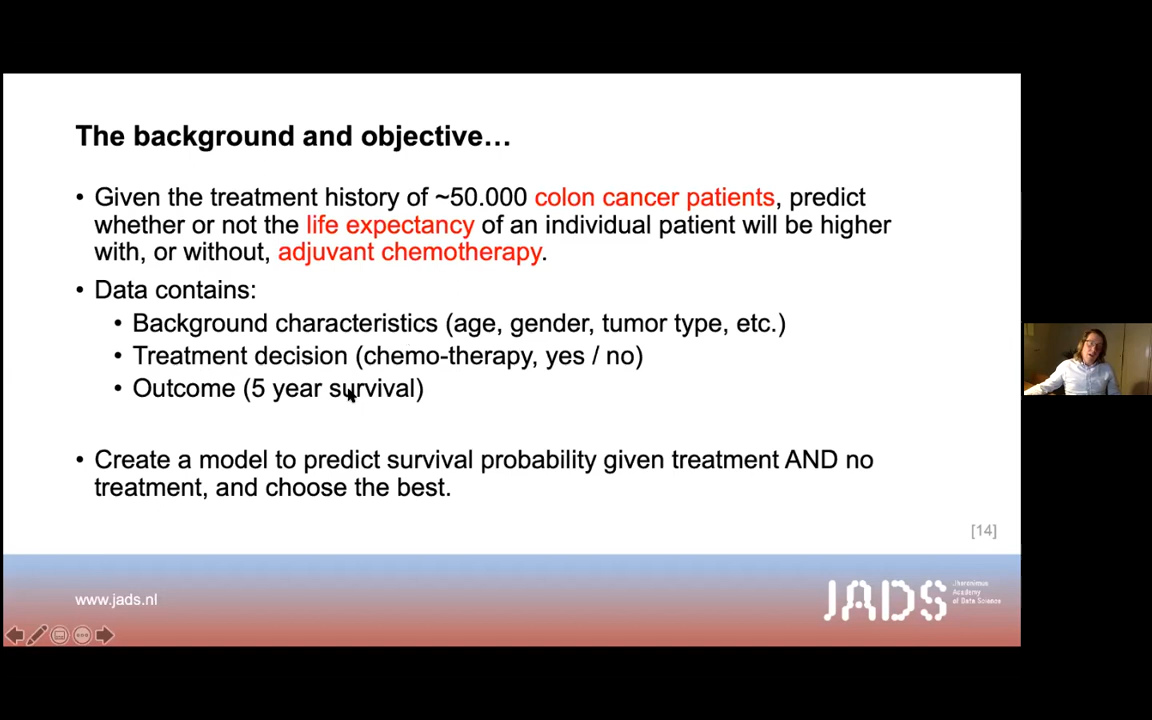 The background and objective…
• Given the treatment history of ~50.000 colon cancer patients, predict
whether or not the life expectancy of an individual patient will be higher
with, or without, adjuvant chemotherapy.
• Data contains:
• Background characteristics (age, gender, tumor type, etc.)
• Treatment decision (chemo-therapy, yes / no)
• Outcome (5 year survival)
• Create a model to predict survival probability given treatment AND no
treatment, and choose the best.
[14]
www.jads.nl
JADS
Jheronimus
Academy
of Data Science